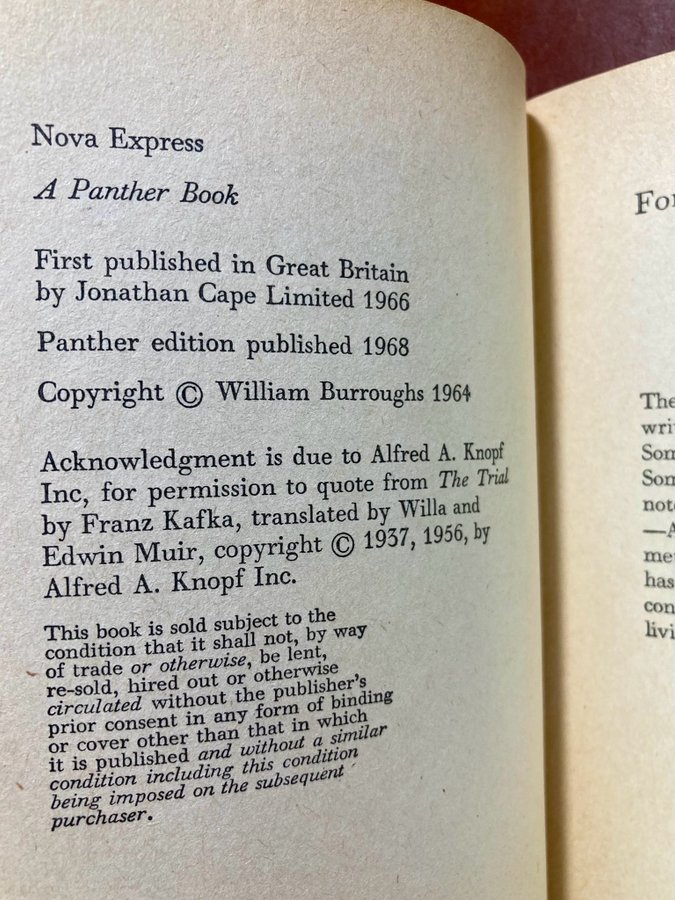 Nova Express
A Panther Book
First published in Great Britain
by Jonathan Cape Limited 1966
Panther edition published 1968
Copyright © William Burroughs 1964
Acknowledgment is due to Alfred A. Knopf
Inc, for permission to quote from The Trial
by Franz Kafka, translated by Willa and
Edwin Muir, copyright © 1937, 1956, by
Alfred A. Knopf Inc.
This book is sold subject to the
condition that it shall not, by way
of trade or otherwise, be lent,
re-sold, hired out or otherwise
circulated without the publisher's
prior consent in any form of binding
or cover other than that in which
it is published and without a similar
condition including this condition
being imposed on the subsequent
purchaser.
The
Som
Som
—A
has
con